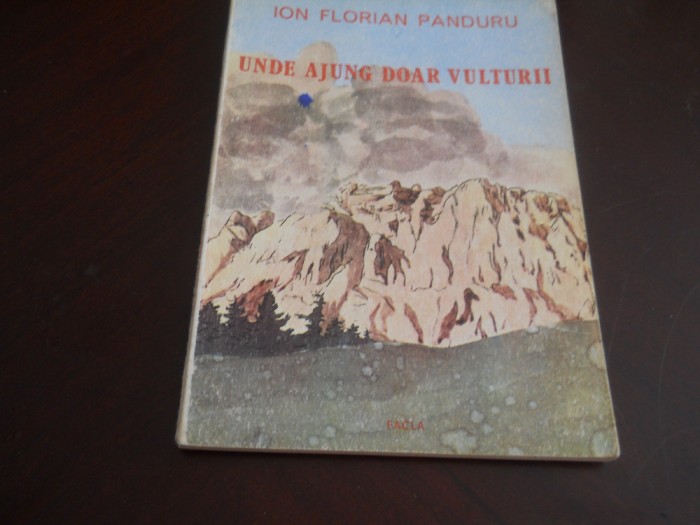 ION FLORIAN PANDURU
UNDE AJUNG DOAR VULTURII
FACLA